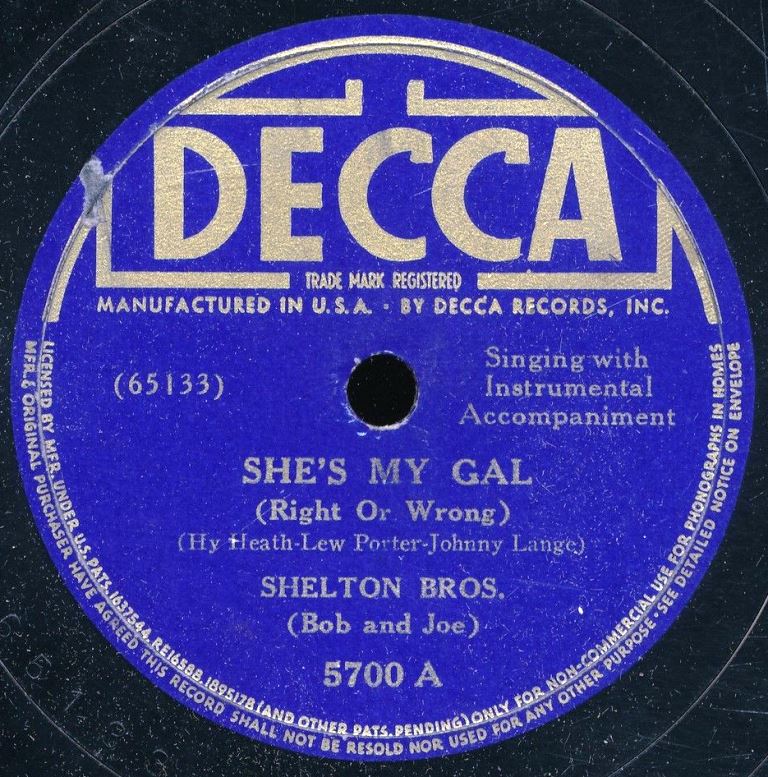 DECCA
TRADE MARK REGISTERED
MANUFACTURED IN U.S.A. - BY DECCA RECORDS, INC.
(65133)
Singing with
Instrumental
Accompaniment
SHE'S MY GAL
(Right Or Wrong)
(Hy Heath-Lew Porter-Johnny Lange)
SHELTON BROS.
(Bob and Joe)
5700 A
LICENSED BY MFR. UNDER U.S. PATS. 1637544, RE16588, 1895178 (AND OTHER PATS. PENDING) ONLY FOR NON-COMMERCIAL USE FOR PHONOGRAPHS IN HOMES
MFR. & ORIGINAL PURCHASER HAVE AGREED THIS RECORD SHALL NOT BE RESOLD NOR USED FOR ANY OTHER PURPOSE · SEE DETAILED NOTICE ON ENVELOPE